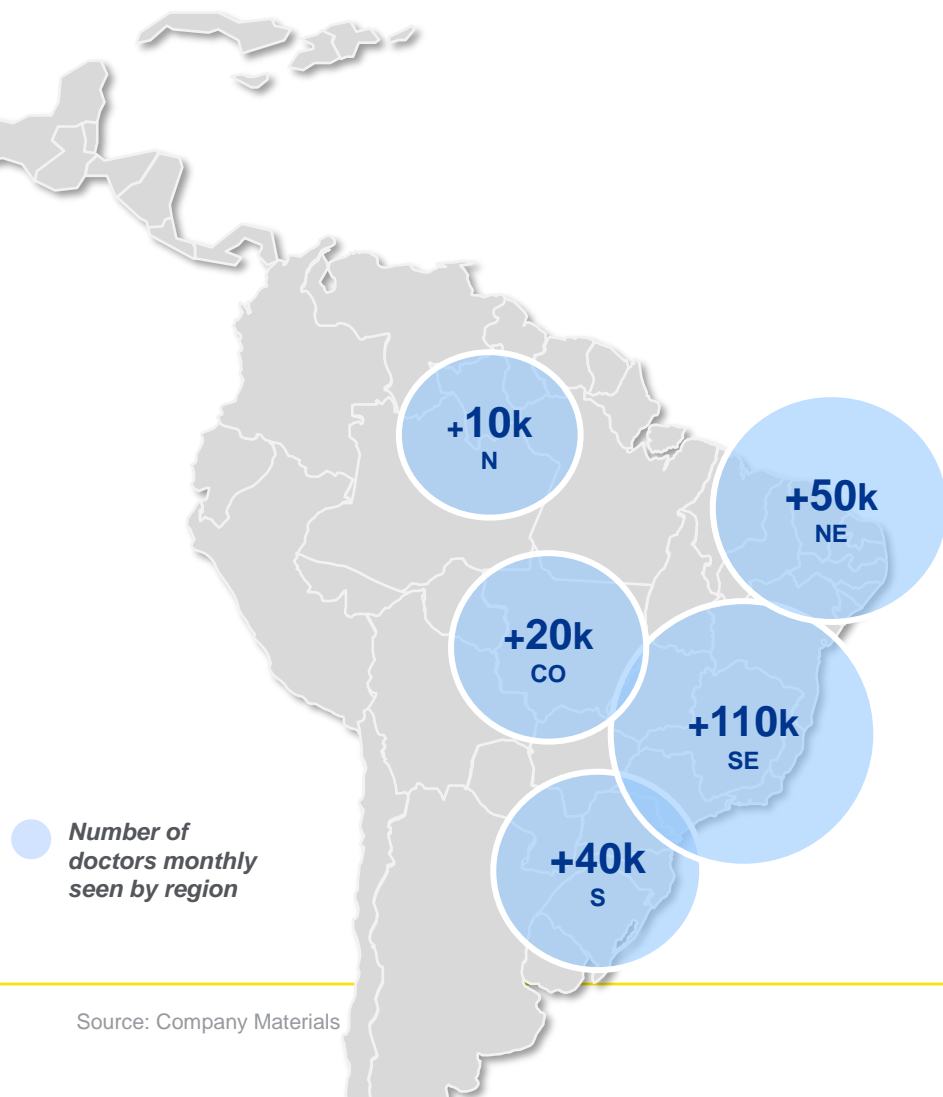 +10k
N
+50k
NE
+20k
CO
+110k
SE
+40k
S
Number of
doctors monthly
seen by region
Source: Company Materials